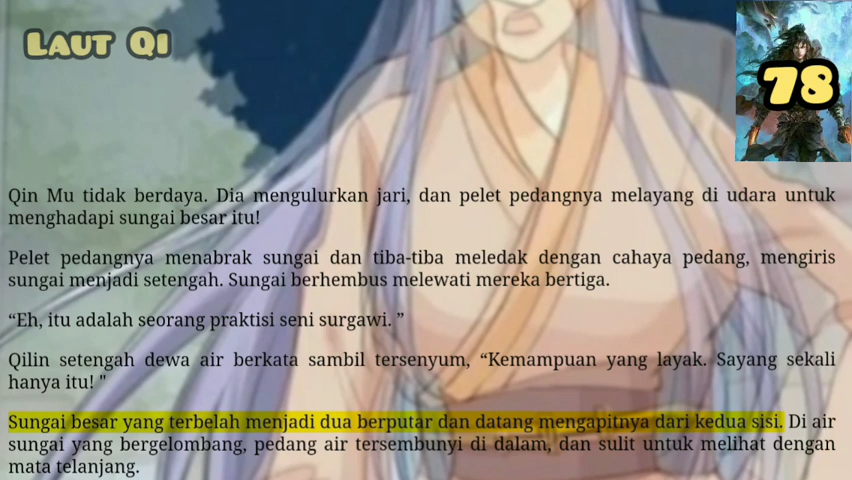 LAUT QI
78
Qin Mu tidak berdaya. Dia mengulurkan jari, dan pelet pedangnya melayang di udara untuk
menghadapi sungai besar itu!
Pelet pedangnya menabrak sungai dan tiba-tiba meledak dengan cahaya pedang, mengiris
sungai menjadi setengah. Sungai berhembus melewati mereka bertiga.
“Eh, itu adalah seorang praktisi seni surgawi. ”
Qilin setengah dewa air berkata sambil tersenyum, “Kemampuan yang layak. Sayang sekali
hanya itu! "
Sungai besar yang terbelah menjadi dua berputar dan datang mengapitnya dari kedua sisi. Di air
sungai yang bergelombang, pedang air tersembunyi di dalam, dan sulit untuk melihat dengan
mata telanjang.